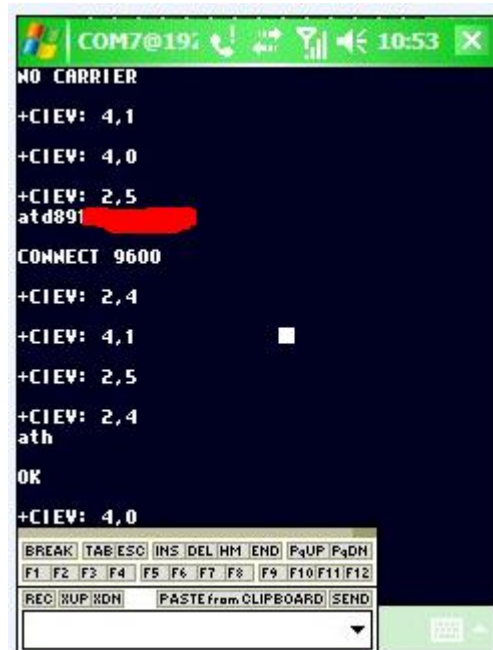 COM7@192 10:53
NO CARRIER
+CIEV: 4,1
+CIEV: 4,0
+CIEV: 2,5
atd891
CONNECT 9600
+CIEV: 2,4
+CIEV: 4,1
+CIEV: 2,5
+CIEV: 2,4
ath
OK
+CIEV: 4,0
BREAK TAB ESC INS DEL HM END PgUP PgDN
F1 F2 F3 F4 F5 F6 F7 F8 F9 F10 F11 F12
REC XUP XDN PASTE from CLIPBOARD SEND